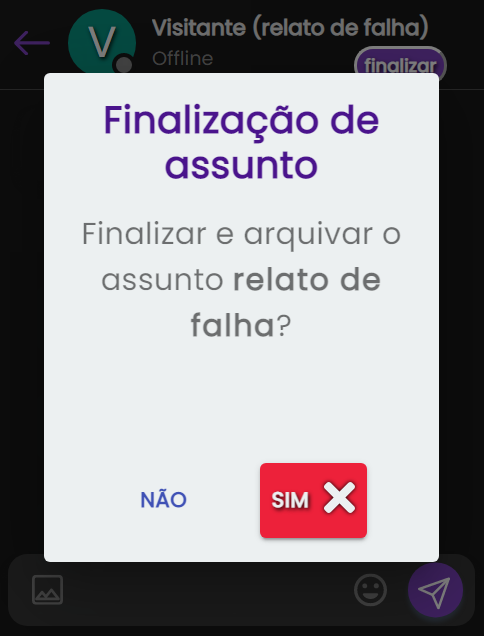 V
Visitante (relato de falha)
Offline
finalizar
Finalização de
assunto
Finalizar e arquivar o
assunto relato de
falha?
NÃO
SIM